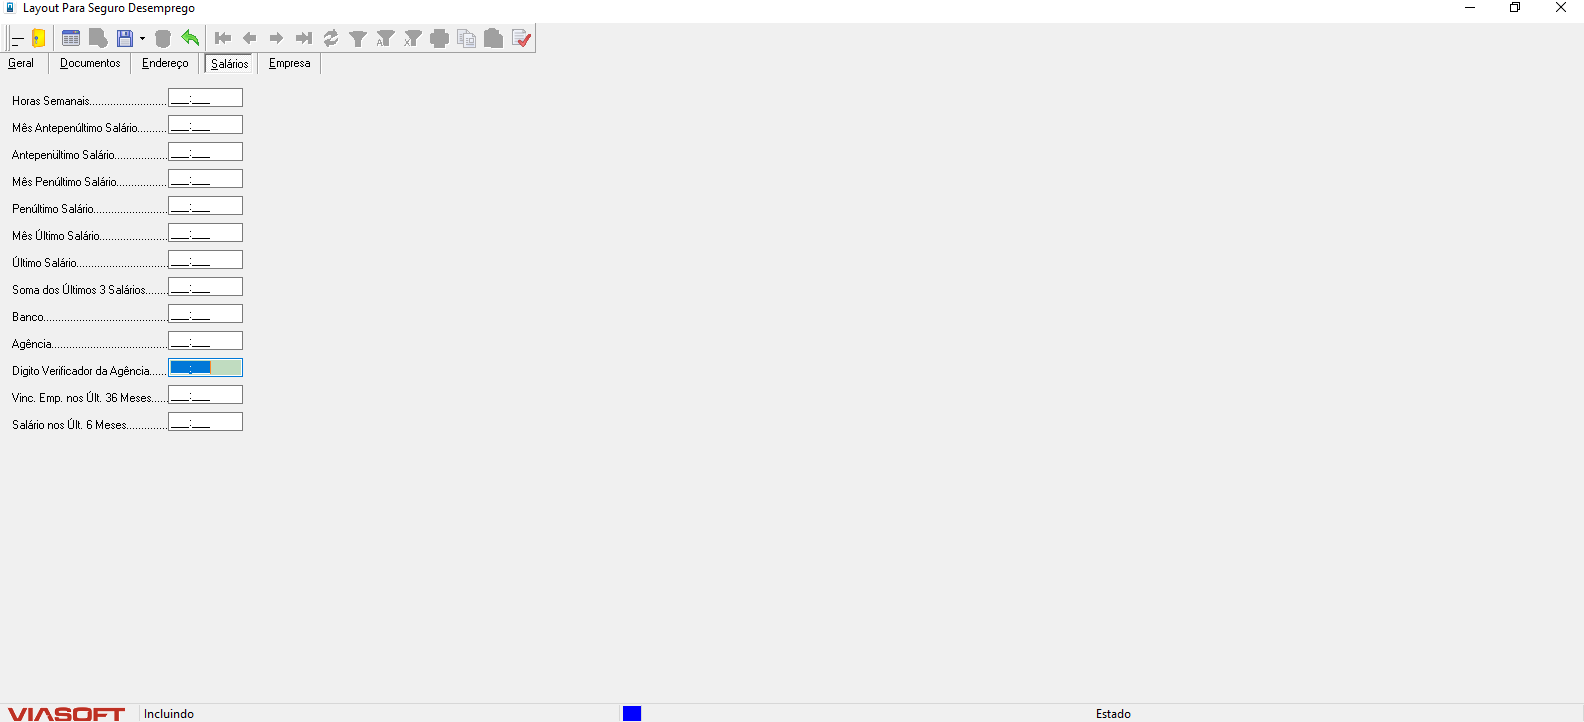 Layout Para Seguro Desemprego
Geral Documentos Endereço Salários Empresa
Horas Semanais.......................... ___:___
Mês Antepenúltimo Salário.......... ___:___
Antepenúltimo Salário.................. ___:___
Mês Penúltimo Salário................. ___:___
Penúltimo Salário......................... ___:___
Mês Último Salário....................... ___:___
Último Salário............................... ___:___
Soma dos Últimos 3 Salários........ ___:___
Banco.......................................... ___:___
Agência....................................... ___:___
Digito Verificador da Agência...... ___:___
Vinc. Emp. nos Últ. 36 Meses...... ___:___
Salário nos Últ. 6 Meses.............. ___:___
VIASOFT Incluindo Estado